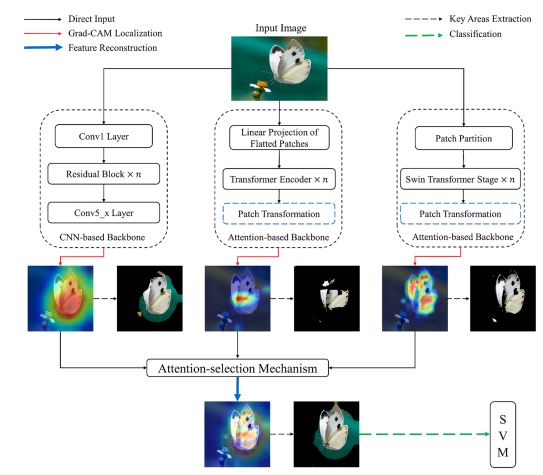 Direct Input
Grad-CAM Localization
Feature Reconstruction
Input Image
Key Areas Extraction
Classification
Conv1 Layer
Residual Block × n
Conv5_x Layer
CNN-based Backbone
Linear Projection of
Flatted Patches
Transformer Encoder × n
Patch Transformation
Attention-based Backbone
Patch Partition
Swin Transformer Stage × n
Patch Transformation
Attention-based Backbone
Attention-selection Mechanism
S
V
M